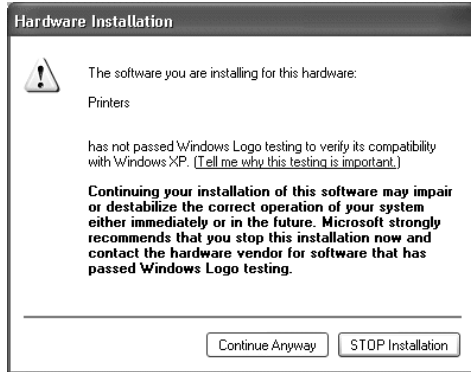 Hardware Installation
The software you are installing for this hardware:
Printers
has not passed Windows Logo testing to verify its compatibility
with Windows XP. (Tell me why this testing is important.)
Continuing your installation of this software may impair
or destabilize the correct operation of your system
either immediately or in the future. Microsoft strongly
recommends that you stop this installation now and
contact the hardware vendor for software that has
passed Windows Logo testing.
Continue Anyway
STOP Installation